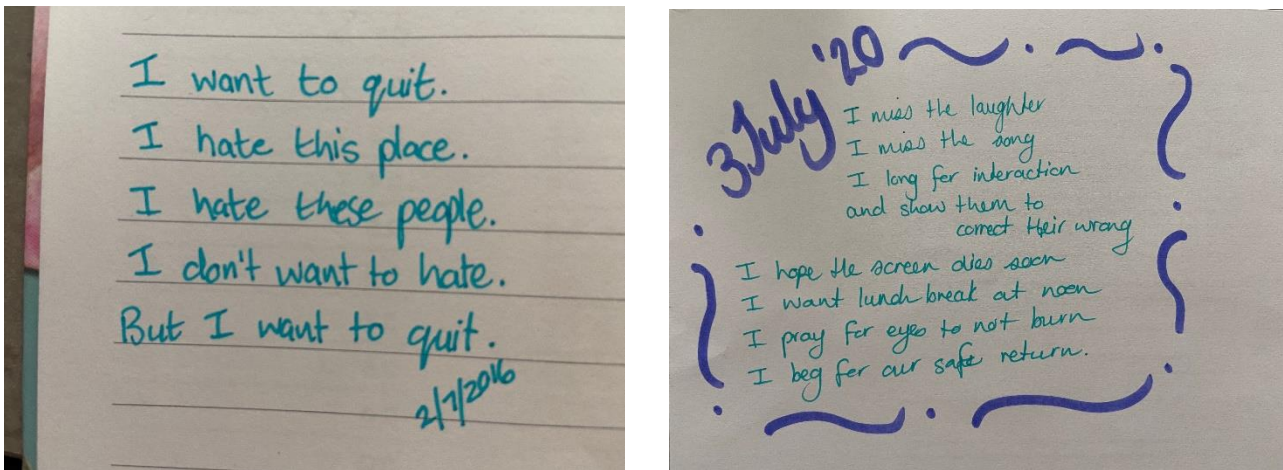 I want to quit.
I hate this place.
I hate these people.
I don't want to hate.
But I want to quit.
2/7/2016
3 July '20
I miss the laughter
I miss the song
I long for interaction
and show them to
correct their wrong
I hope the screen dies soon
I want lunch break at noon
I pray for eyes to not burn
I beg for our safe return.